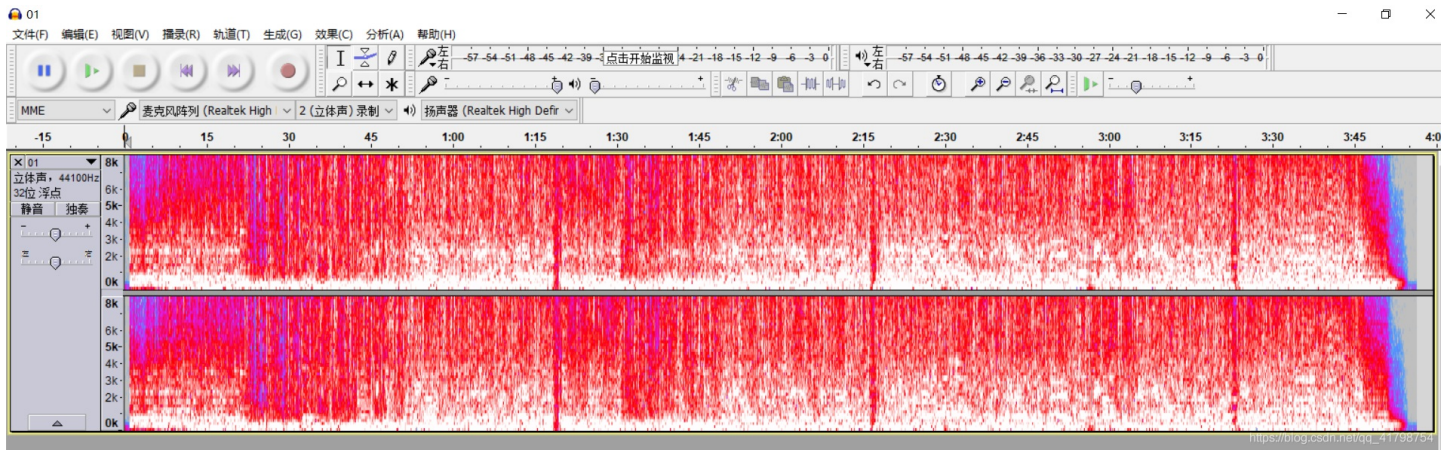 01
文件(F) 编辑(E) 视图(V) 播录(R) 轨道(T) 生成(G) 效果(C) 分析(A) 帮助(H)
左 右 -57 -54 -51 -48 -45 -42 -39 -3 点击开始监视 4 -21 -18 -15 -12 -9 -6 -3 0
左 右 -57 -54 -51 -48 -45 -42 -39 -36 -33 -30 -27 -24 -21 -18 -15 -12 -9 -6 -3 0
MME 麦克风阵列 (Realtek High 2 (立体声) 录制 扬声器 (Realtek High Defir
-15 0 15 30 45 1:00 1:15 1:30 1:45 2:00 2:15 2:30 2:45 3:00 3:15 3:30 3:45 4:0
× 01
立体声, 44100Hz
32位 浮点
静音 独奏
- +
左 右
8k
6k
5k
4k
3k
2k
0k
8k
6k
5k
4k
3k
2k
0k
https://blog.csdn.net/qq_41798754